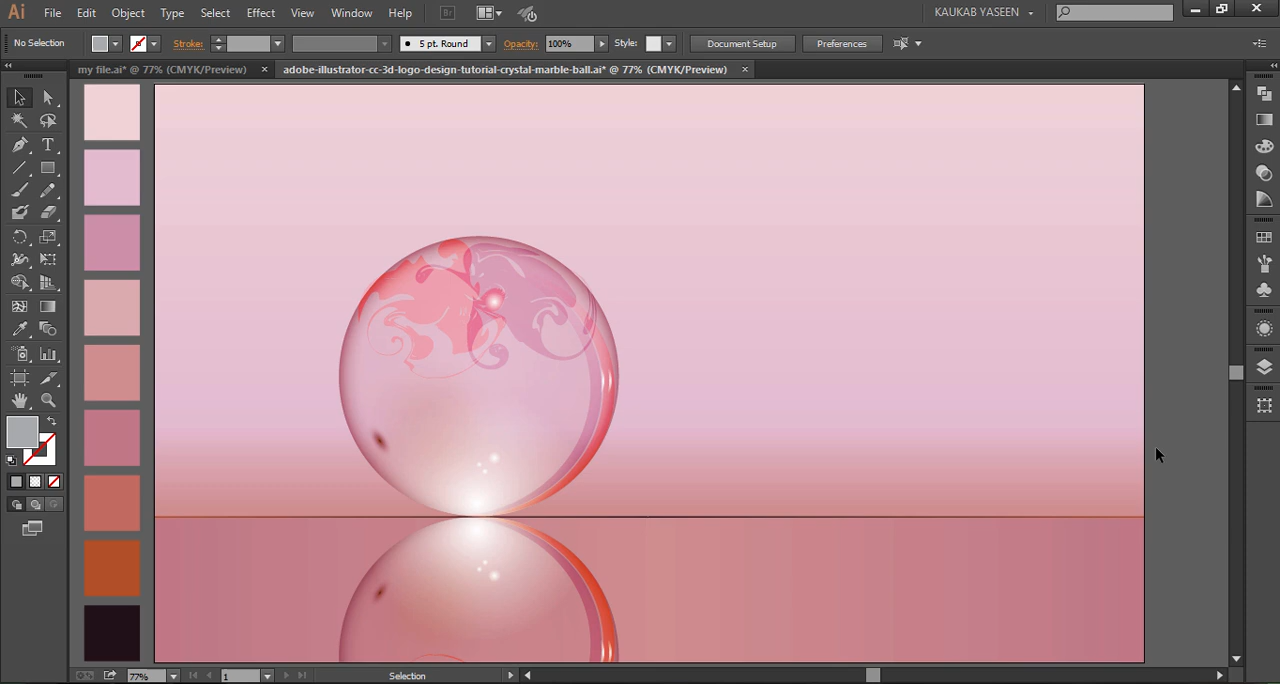 Ai File Edit Object Type Select Effect View Window Help Br KAUKAB YASEEN
No Selection Stroke: 5 pt. Round Opacity: 100% Style: Document Setup Preferences
my file.ai* @ 77% (CMYK/Preview) × adobe-illustrator-cc-3d-logo-design-tutorial-crystal-marble-ball.ai* @ 77% (CMYK/Preview) ×
T
77% 1 Selection